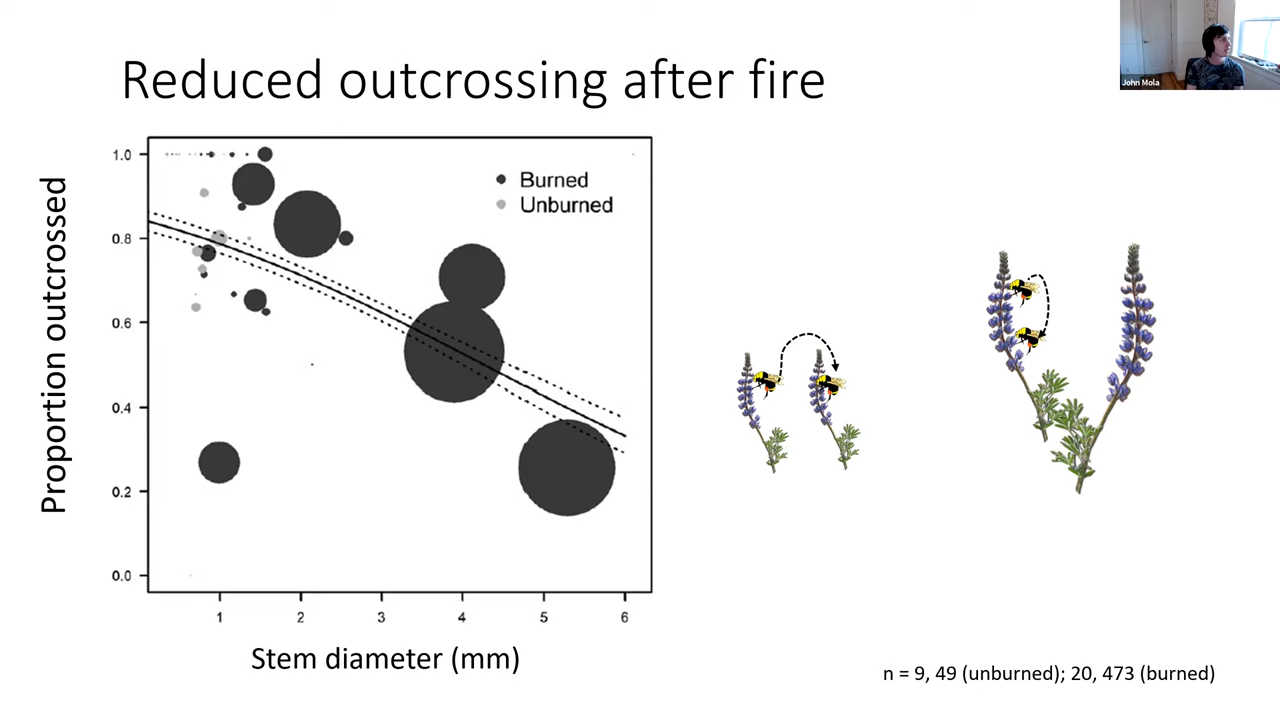 Reduced outcrossing after fire
John Mola
Proportion outcrossed
1.0
0.8
0.6
0.4
0.2
0.0
Burned
Unburned
1 2 3 4 5 6
Stem diameter (mm)
n = 9, 49 (unburned); 20, 473 (burned)